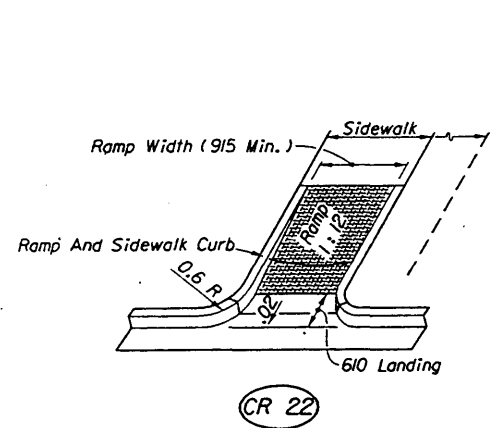 Sidewalk
Ramp Width (915 Min.)
Ramp
1:12
Ramp And Sidewalk Curb
0.6 R
.02
610 Landing
CR 22